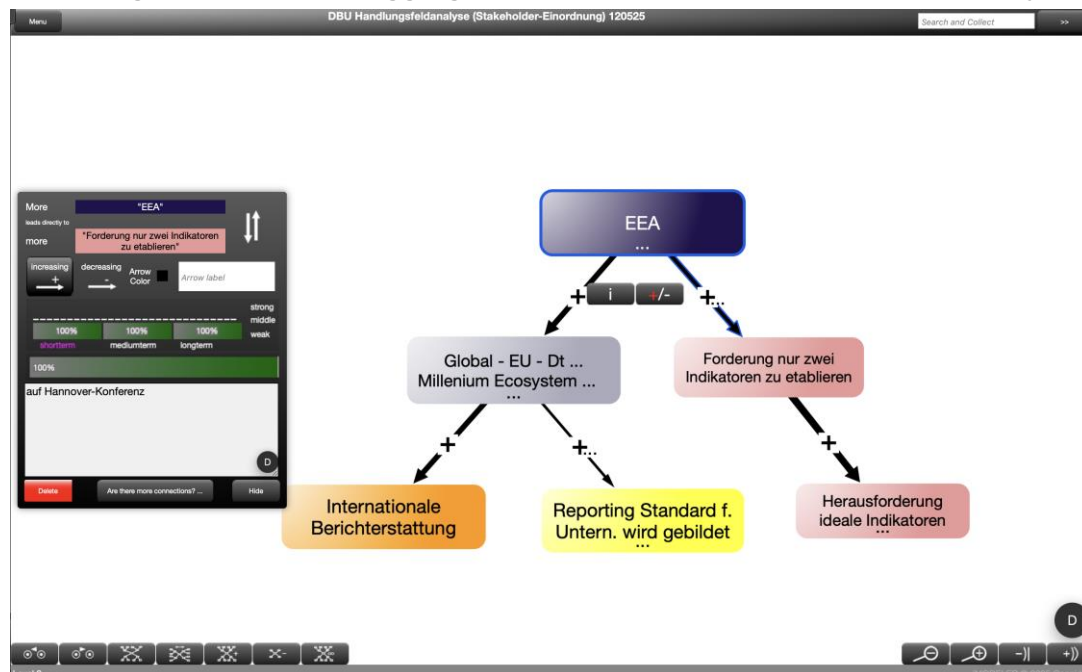 Menu
DBU Handlungsfeldanalyse (Stakeholder-Einordnung) 120525
Search and Collect
>>
More
"EEA"
leads directly to
more
"Forderung nur zwei Indikatoren
zu etablieren"
increasing
+
decreasing
-
Arrow
Color
Arrow label
strong
middle
weak
100%
100%
100%
shortterm
mediumterm
longterm
100%
auf Hannover-Konferenz
D
Delete
Are there more connections? ...
Hide
EEA
...
+
i
+/-
+...
Global - EU - Dt ...
Millenium Ecosystem ...
...
Forderung nur zwei
Indikatoren zu etablieren
+
+...
+
Internationale
Berichterstattung
Reporting Standard f.
Untern. wird gebildet
...
Herausforderung
ideale Indikatoren
...
D
-)|
+))